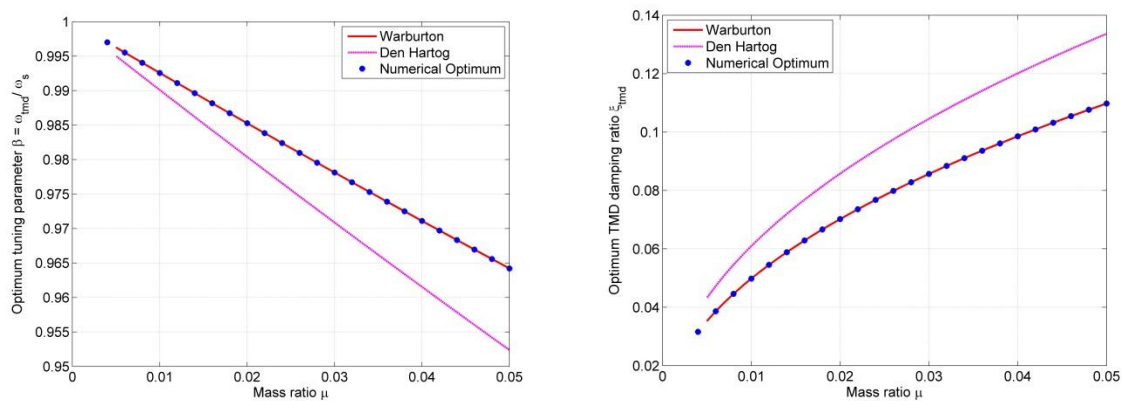 Optimum tuning parameter β = ω_tmd/ ω_s
1
0.995
0.99
0.985
0.98
0.975
0.97
0.965
0.96
0.955
0.95
0 0.01 0.02 0.03 0.04 0.05
Mass ratio μ
Warburton
Den Hartog
Numerical Optimum
Optimum TMD damping ratio ξ_tmd
0.14
0.12
0.1
0.08
0.06
0.04
0.02
0 0.01 0.02 0.03 0.04 0.05
Mass ratio μ
Warburton
Den Hartog
Numerical Optimum